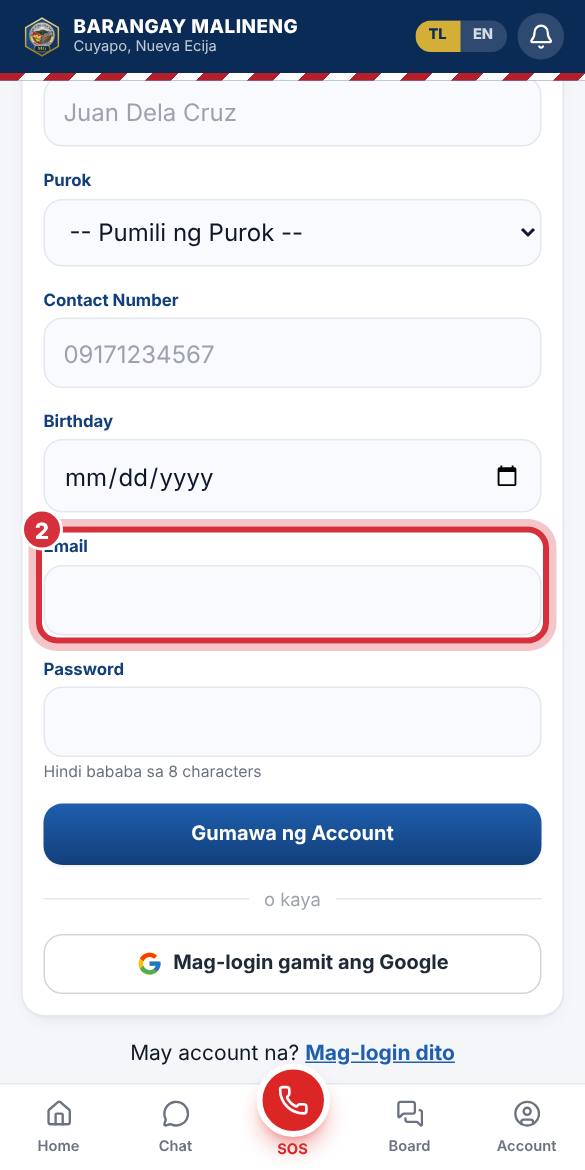 BARANGAY MALINENG
Cuyapo, Nueva Ecija
TL EN
Juan Dela Cruz
Purok
-- Pumili ng Purok --
Contact Number
09171234567
Birthday
mm/dd/yyyy
2
Email
Password
Hindi bababa sa 8 characters
Gumawa ng Account
o kaya
Mag-login gamit ang Google
May account na? Mag-login dito
Home Chat SOS Board Account